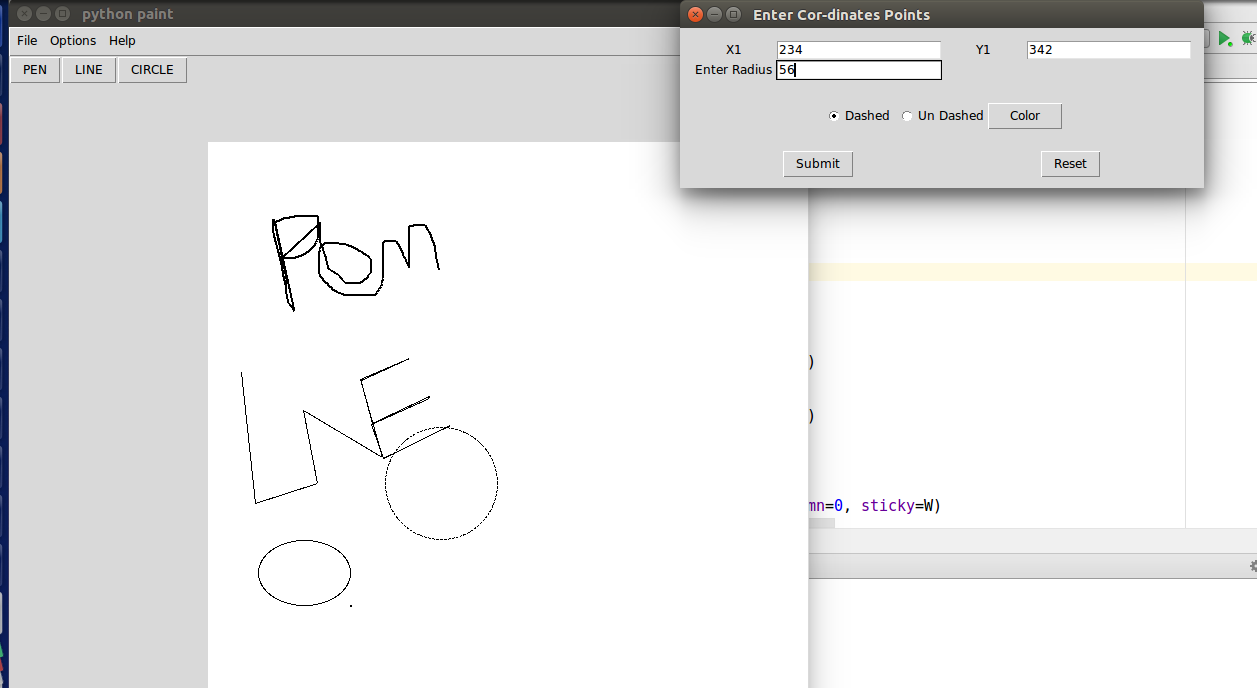 python paint
File Options Help
PEN LINE CIRCLE
Enter Cor-dinates Points
X1 234 Y1 342
Enter Radius 56
Dashed Un Dashed Color
Submit Reset
)
)
mn=0, sticky=W)